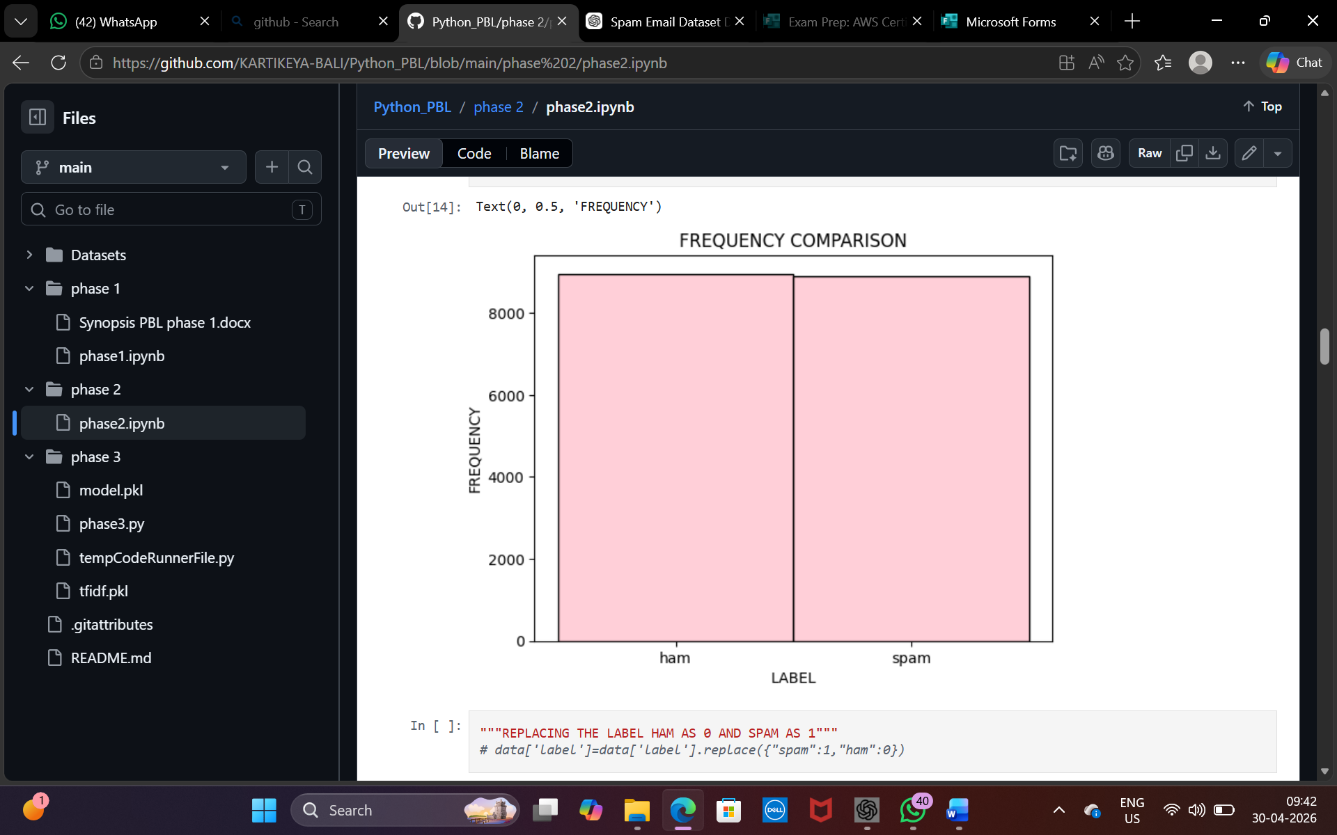 (42) WhatsApp
github - Search
Python_PBL/phase 2/p
Spam Email Dataset D
Exam Prep: AWS Certi
Microsoft Forms
https://github.com/KARTIKEYA-BALI/Python_PBL/blob/main/phase%202/phase2.ipynb
Chat
Files
Python_PBL / phase 2 / phase2.ipynb
Top
main
Preview
Code
Blame
Raw
Go to file
T
Datasets
phase 1
Synopsis PBL phase 1.docx
phase1.ipynb
phase 2
phase2.ipynb
phase 3
model.pkl
phase3.py
tempCodeRunnerFile.py
tfidf.pkl
.gitattributes
README.md
Out[14]: Text(0, 0.5, 'FREQUENCY')
FREQUENCY COMPARISON
8000
6000
4000
2000
0
FREQUENCY
ham
spam
LABEL
In [ ]:
"""REPLACING THE LABEL HAM AS 0 AND SPAM AS 1"""
# data['label']=data['label'].replace({"spam":1,"ham":0})
1
Search
DELL
40
ENG
US
09:42
30-04-2026